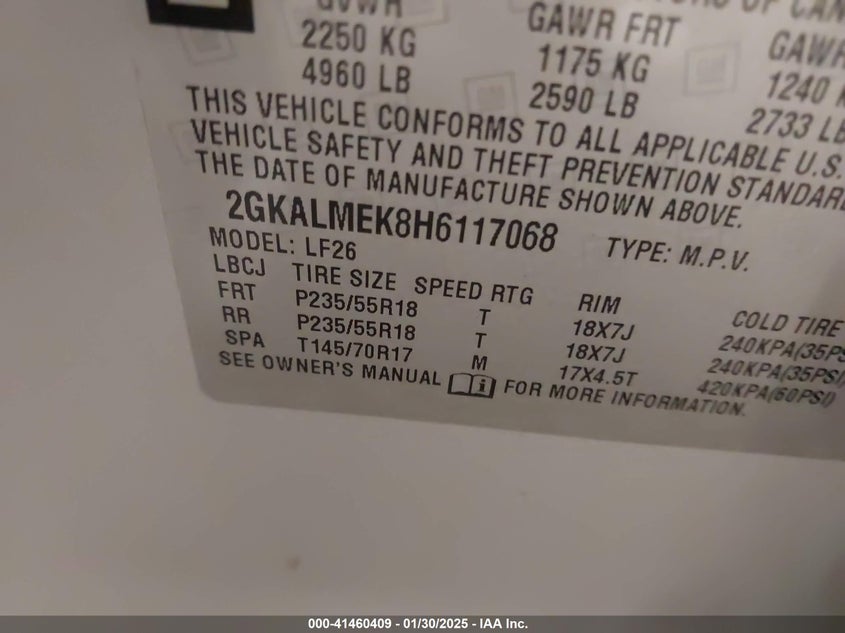 GVWR GAWR FRT GAWR
2250 KG 1175 KG 1240
4960 LB 2590 LB 2733 LB
THIS VEHICLE CONFORMS TO ALL APPLICABLE U.S.
VEHICLE SAFETY AND THEFT PREVENTION STANDARD
THE DATE OF MANUFACTURE SHOWN ABOVE.
2GKALMEK8H6117068 TYPE: M.P.V.
MODEL: LF26
LBCJ TIRE SIZE SPEED RTG RIM COLD TIRE
FRT P235/55R18 T 18X7J 240KPA(35PS
RR P235/55R18 T 18X7J 240KPA(35PSI)
SPA T145/70R17 M 17X4.5T 420KPA(60PSI)
SEE OWNER'S MANUAL FOR MORE INFORMATION.
000-41460409 - 01/30/2025 - IAA Inc.